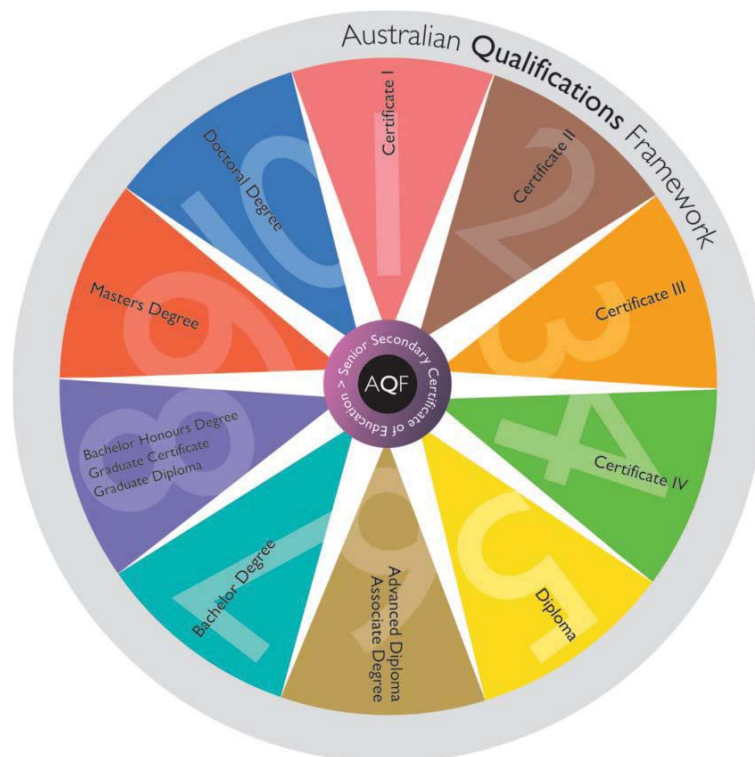 Australian Qualifications Framework
1
Certificate I
2
Certificate II
3
Certificate III
4
Certificate IV
5
Diploma
6
Advanced Diploma
Associate Degree
7
Bachelor Degree
8
Bachelor Honours Degree
Graduate Certificate
Graduate Diploma
9
Masters Degree
10
Doctoral Degree
Senior Secondary Certificate of Education >
AQF